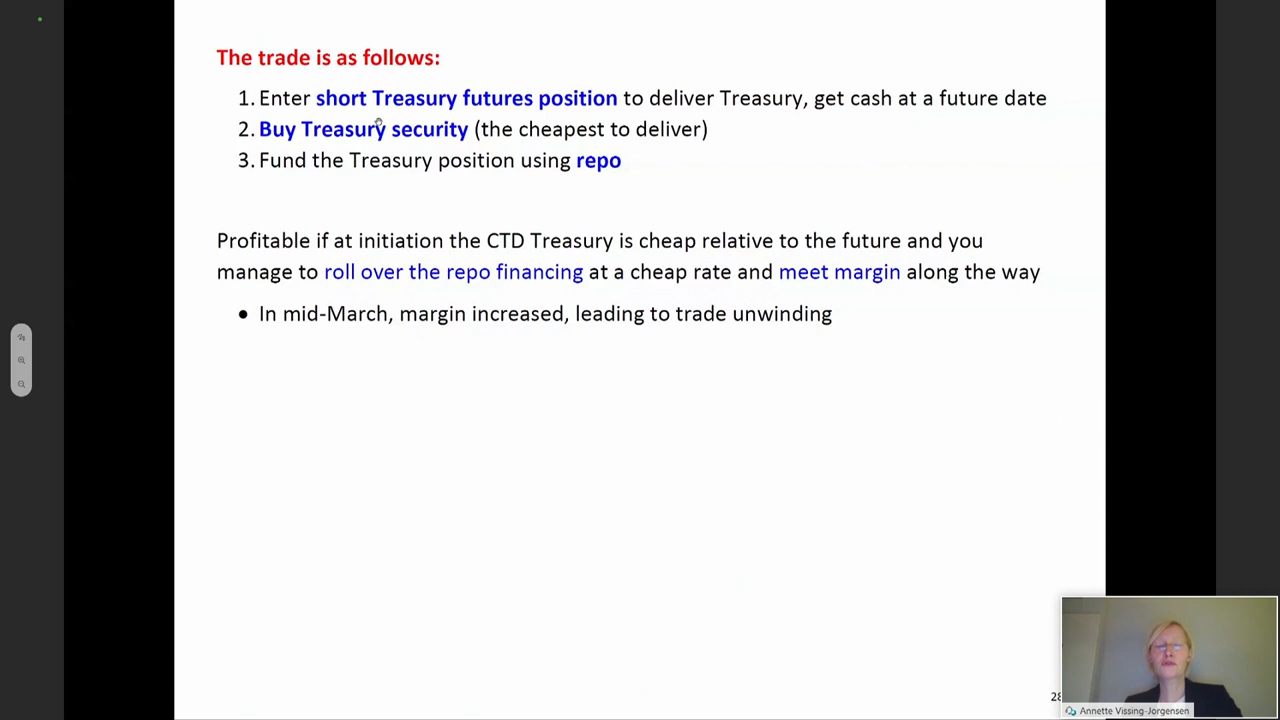 The trade is as follows:
1. Enter short Treasury futures position to deliver Treasury, get cash at a future date
2. Buy Treasury security (the cheapest to deliver)
3. Fund the Treasury position using repo
Profitable if at initiation the CTD Treasury is cheap relative to the future and you
manage to roll over the repo financing at a cheap rate and meet margin along the way
• In mid-March, margin increased, leading to trade unwinding
28
Annette Vissing-Jorgensen